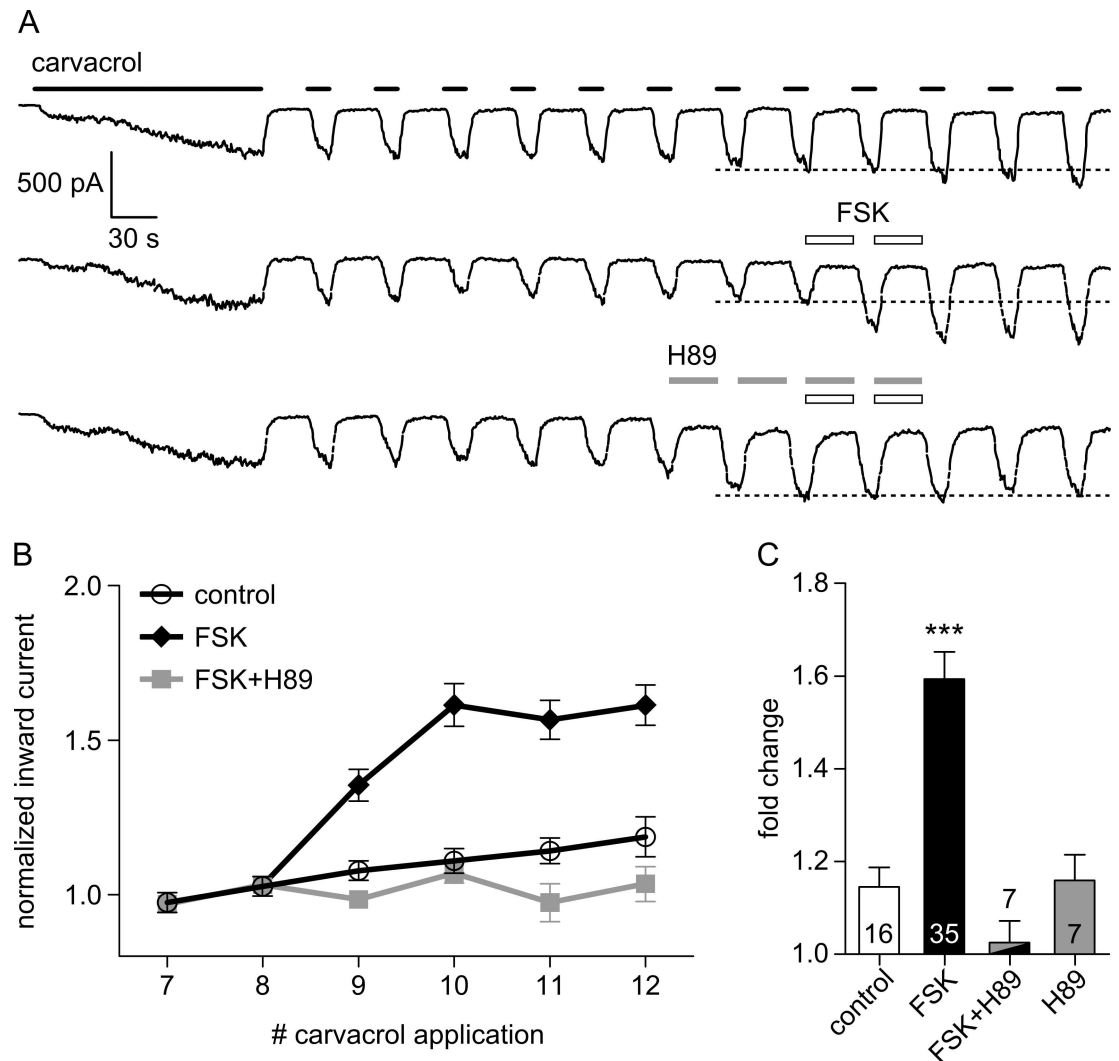 A
carvacrol
500 pA
30 s
FSK
H89
B
2.0
1.5
1.0
normalized inward current
control
FSK
FSK+H89
7 8 9 10 11 12
# carvacrol application
C
1.8
1.6
1.4
1.2
1.0
fold change
***
16
35
7
7
control
FSK
FSK+H89
H89